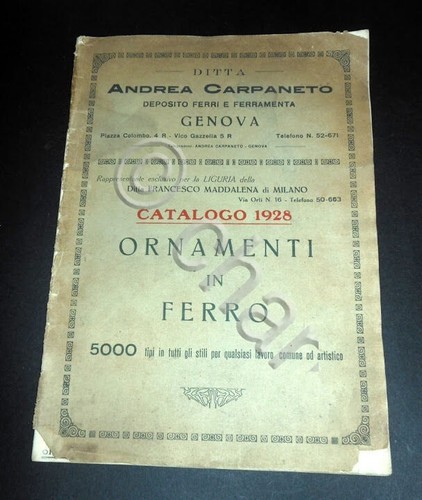 DITTA
ANDREA CARPANETO
DEPOSITO FERRI E FERRAMENTA
GENOVA
Piazza Colombo, 4 R - Vico Gazzella 5 R Telefono N. 52-671
ANDREA CARPANETO - GENOVA
Rappresentante esclusivo per la LIGURIA della
Ditta FRANCESCO MADDALENA di MILANO
Via Orti N. 16 - Telefono 50-663
CATALOGO 1928
ORNAMENTI
IN
FERRO
5000 tipi in tutti gli stili per qualsiasi lavoro comune od artistico